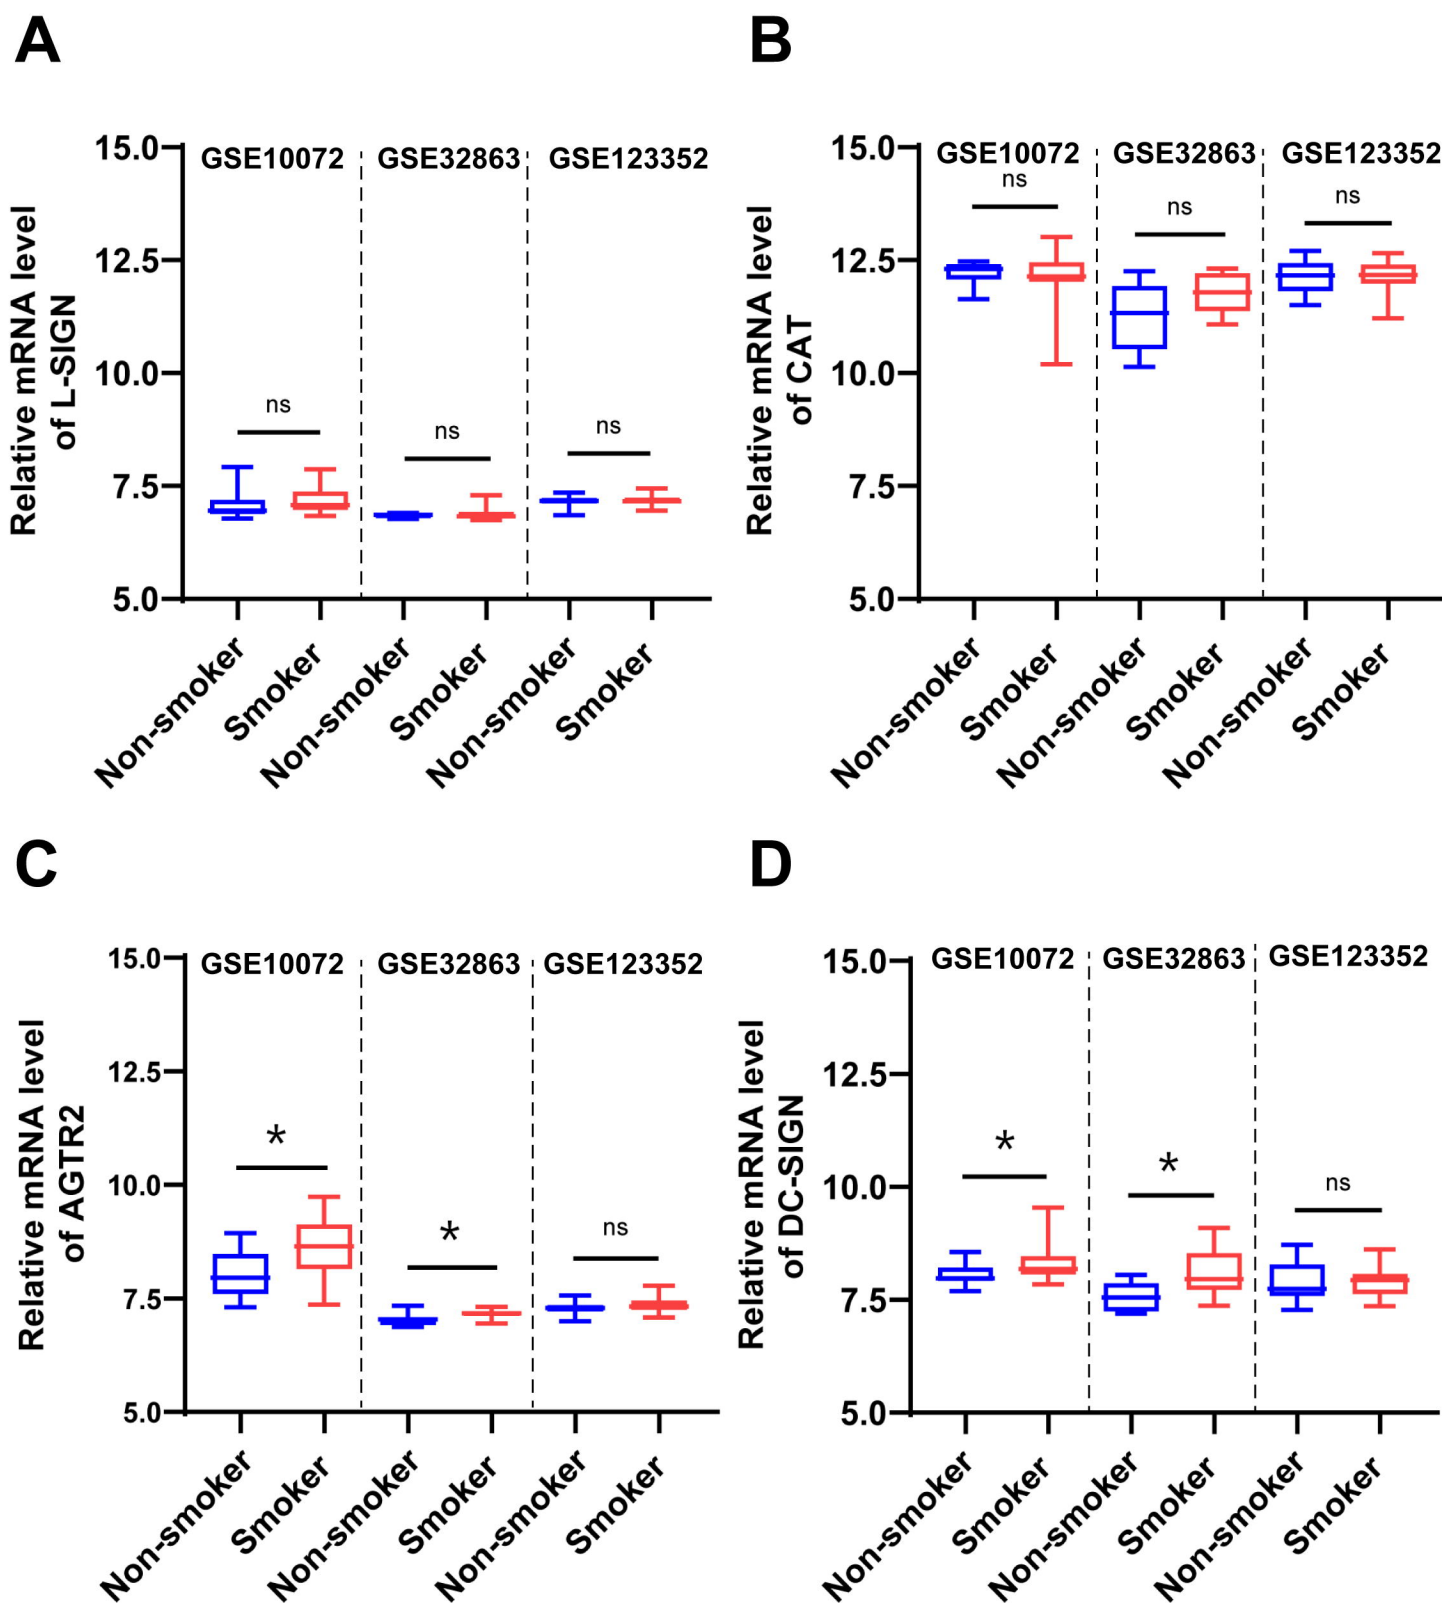 A
Relative mRNA level
of L-SIGN
15.0
12.5
10.0
7.5
5.0
GSE10072
GSE32863
GSE123352
ns
ns
ns
Non-smoker
Smoker
Non-smoker
Smoker
Non-smoker
Smoker
B
Relative mRNA level
of CAT
15.0
12.5
10.0
7.5
5.0
GSE10072
GSE32863
GSE123352
ns
ns
ns
Non-smoker
Smoker
Non-smoker
Smoker
Non-smoker
Smoker
C
Relative mRNA level
of AGTR2
15.0
12.5
10.0
7.5
5.0
GSE10072
GSE32863
GSE123352
*
*
ns
Non-smoker
Smoker
Non-smoker
Smoker
Non-smoker
Smoker
D
Relative mRNA level
of DC-SIGN
15.0
12.5
10.0
7.5
5.0
GSE10072
GSE32863
GSE123352
*
*
ns
Non-smoker
Smoker
Non-smoker
Smoker
Non-smoker
Smoker